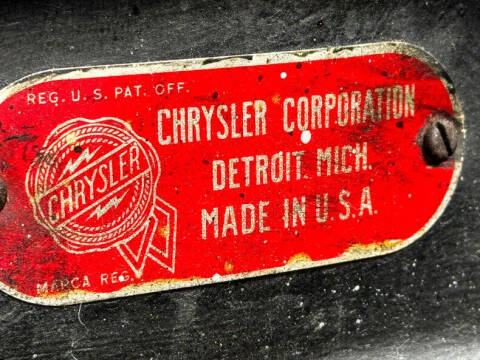 REG. U.S. PAT. OFF.
CHRYSLER CORPORATION
DETROIT. MICH.
MADE IN U.S.A.
CHRYSLER
MARCA REG.